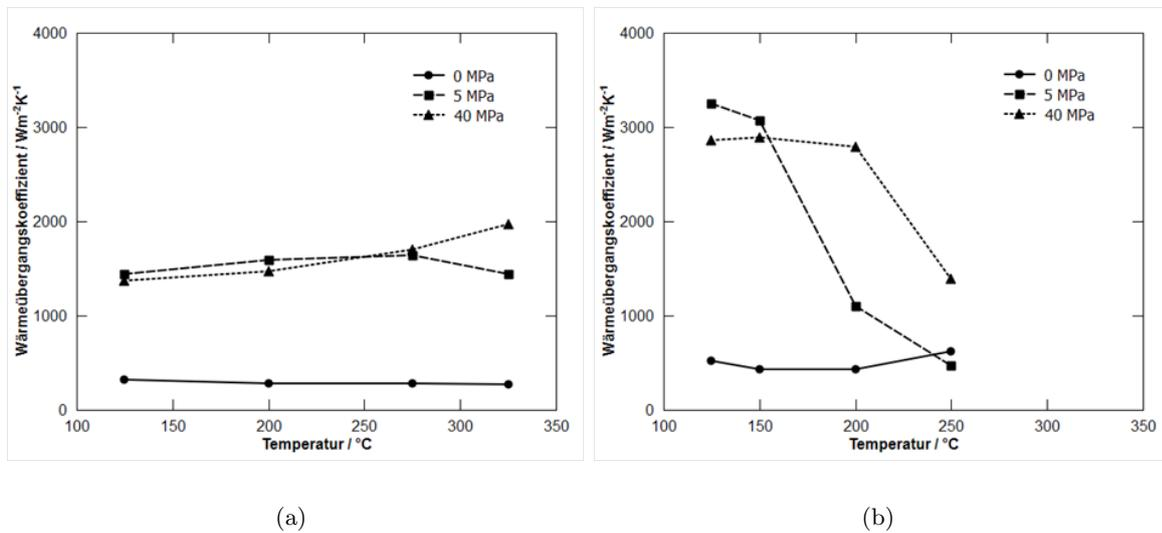 4000
3000
2000
1000
0
Wärmeübergangskoeffizient / Wm⁻²K⁻¹
0 MPa
5 MPa
40 MPa
100 150 200 250 300 350
Temperatur / °C
(a)
4000
3000
2000
1000
0
Wärmeübergangskoeffizient / Wm⁻²K⁻¹
0 MPa
5 MPa
40 MPa
100 150 200 250 300 350
Temperatur / °C
(b)